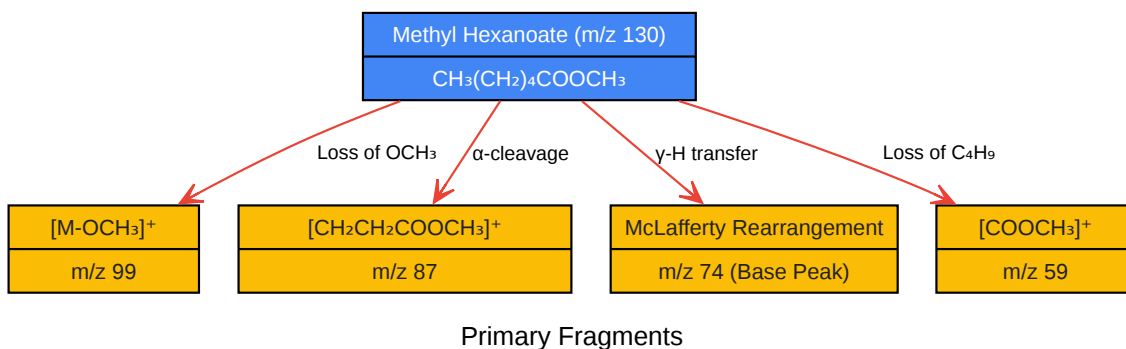 Methyl Hexanoate (m/z 130)
CH₃(CH₂)₄COOCH₃
Loss of OCH₃
α-cleavage
γ-H transfer
Loss of C₄H₉
[M-OCH₃]⁺
m/z 99
[CH₂CH₂COOCH₃]⁺
m/z 87
McLafferty Rearrangement
m/z 74 (Base Peak)
[COOCH₃]⁺
m/z 59
Primary Fragments